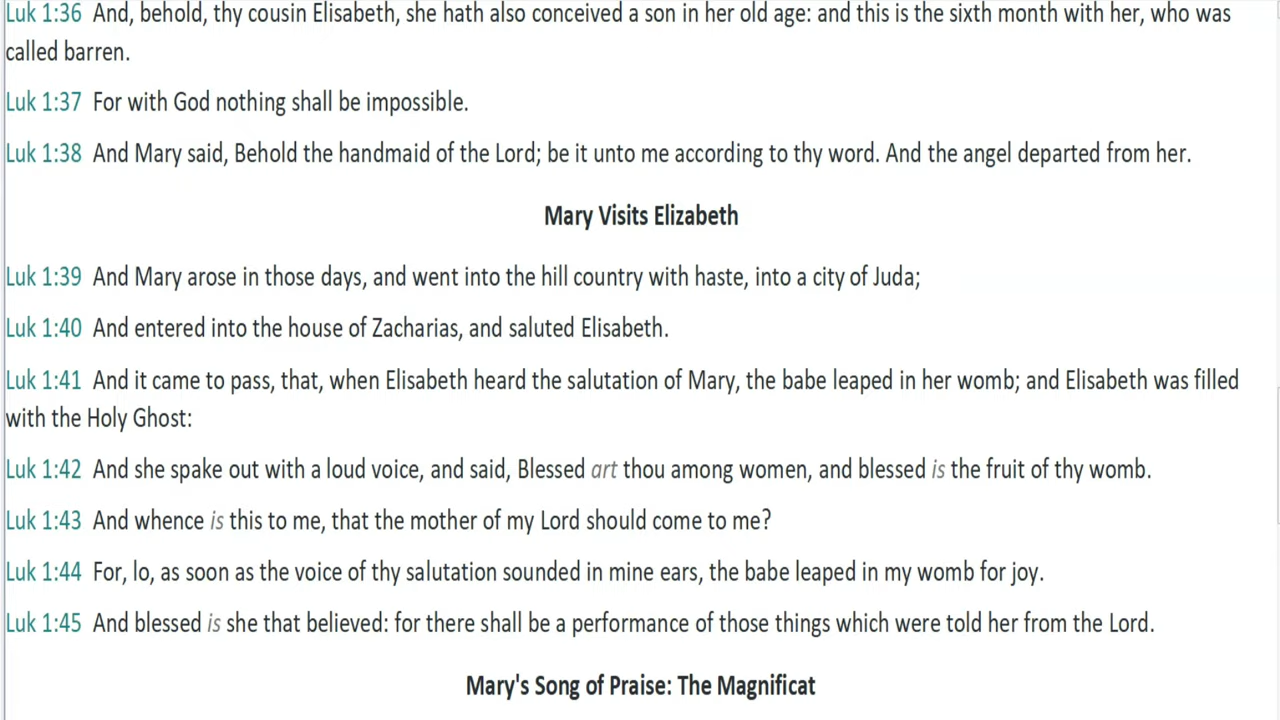 Luk 1:36 And, behold, thy cousin Elisabeth, she hath also conceived a son in her old age: and this is the sixth month with her, who was
called barren.
Luk 1:37 For with God nothing shall be impossible.
Luk 1:38 And Mary said, Behold the handmaid of the Lord; be it unto me according to thy word. And the angel departed from her.
Mary Visits Elizabeth
Luk 1:39 And Mary arose in those days, and went into the hill country with haste, into a city of Juda;
Luk 1:40 And entered into the house of Zacharias, and saluted Elisabeth.
Luk 1:41 And it came to pass, that, when Elisabeth heard the salutation of Mary, the babe leaped in her womb; and Elisabeth was filled
with the Holy Ghost:
Luk 1:42 And she spake out with a loud voice, and said, Blessed art thou among women, and blessed is the fruit of thy womb.
Luk 1:43 And whence is this to me, that the mother of my Lord should come to me?
Luk 1:44 For, lo, as soon as the voice of thy salutation sounded in mine ears, the babe leaped in my womb for joy.
Luk 1:45 And blessed is she that believed: for there shall be a performance of those things which were told her from the Lord.
Mary's Song of Praise: The Magnificat